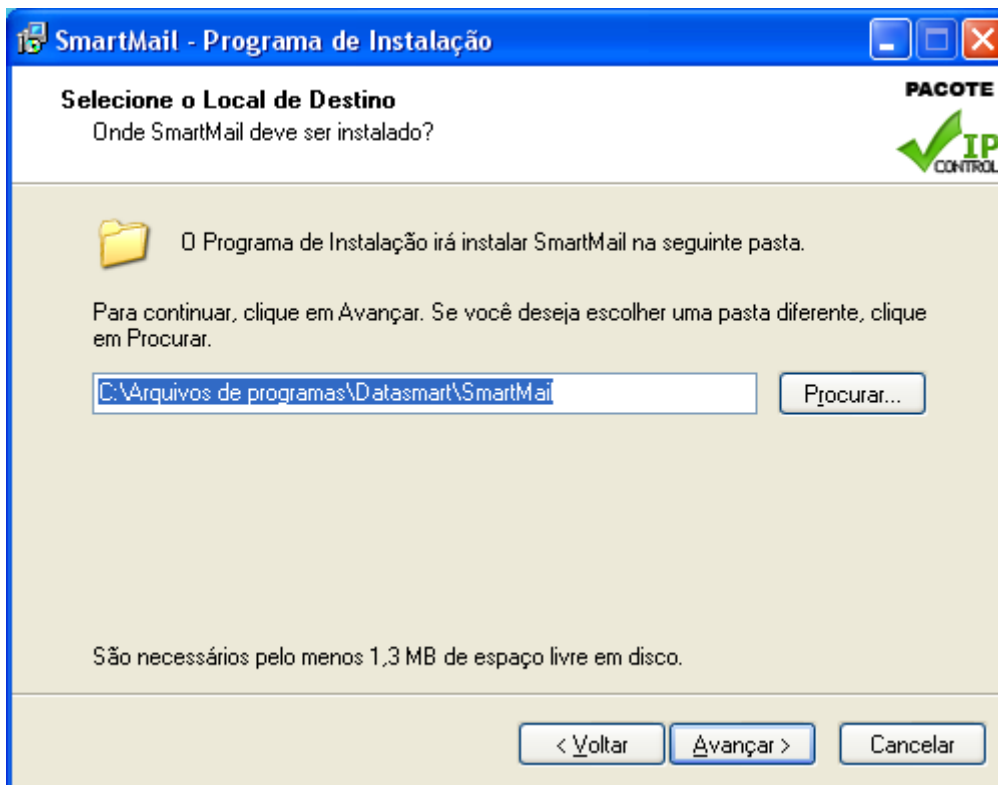 SmartMail - Programa de Instalação
Selecione o Local de Destino
Onde SmartMail deve ser instalado?
PACOTE
IP
CONTROL
O Programa de Instalação irá instalar SmartMail na seguinte pasta.
Para continuar, clique em Avançar. Se você deseja escolher uma pasta diferente, clique
em Procurar.
C:\Arquivos de programas\Datasmart\SmartMail
Procurar...
São necessários pelo menos 1,3 MB de espaço livre em disco.
< Voltar
Avançar >
Cancelar